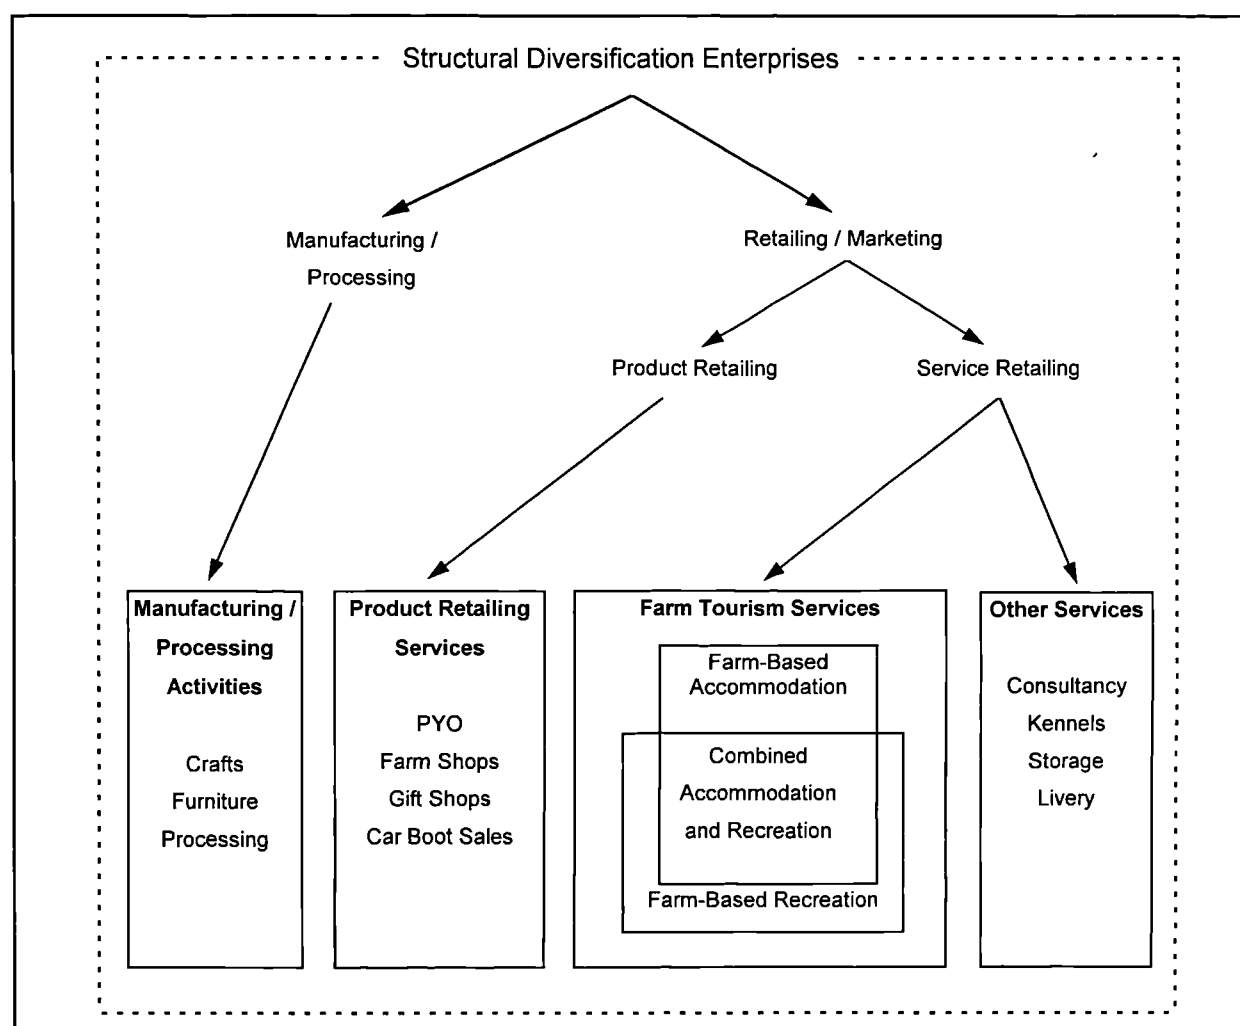 Structural Diversification Enterprises
Manufacturing /
Processing
Retailing / Marketing
Product Retailing
Service Retailing
Manufacturing /
Processing
Activities
Crafts
Furniture
Processing
Product Retailing
Services
PYO
Farm Shops
Gift Shops
Car Boot Sales
Farm Tourism Services
Farm-Based
Accommodation
Combined
Accommodation
and Recreation
Farm-Based Recreation
Other Services
Consultancy
Kennels
Storage
Livery